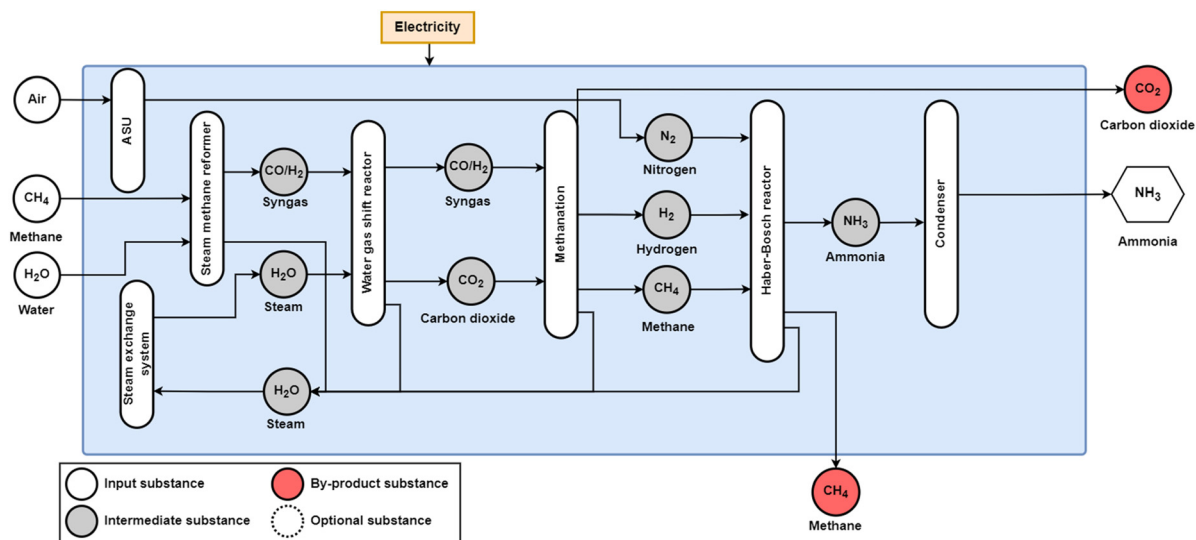 Electricity
Air
ASU
CO₂
Carbon dioxide
CH₄
Methane
H₂O
Water
Steam methane reformer
CO/H₂
Syngas
H₂O
Steam
Steam exchange
system
H₂O
Steam
Water gas shift reactor
CO/H₂
Syngas
CO₂
Carbon dioxide
Methanation
N₂
Nitrogen
H₂
Hydrogen
CH₄
Methane
Haber-Bosch reactor
NH₃
Ammonia
Condenser
NH₃
Ammonia
CH₄
Methane
Input substance
By-product substance
Intermediate substance
Optional substance